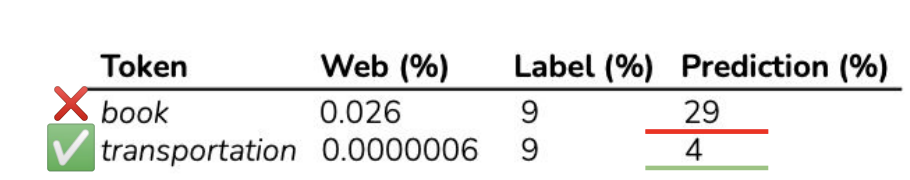 Token Web (%) Label (%) Prediction (%)
book 0.026 9 29
transportation 0.0000006 9 4